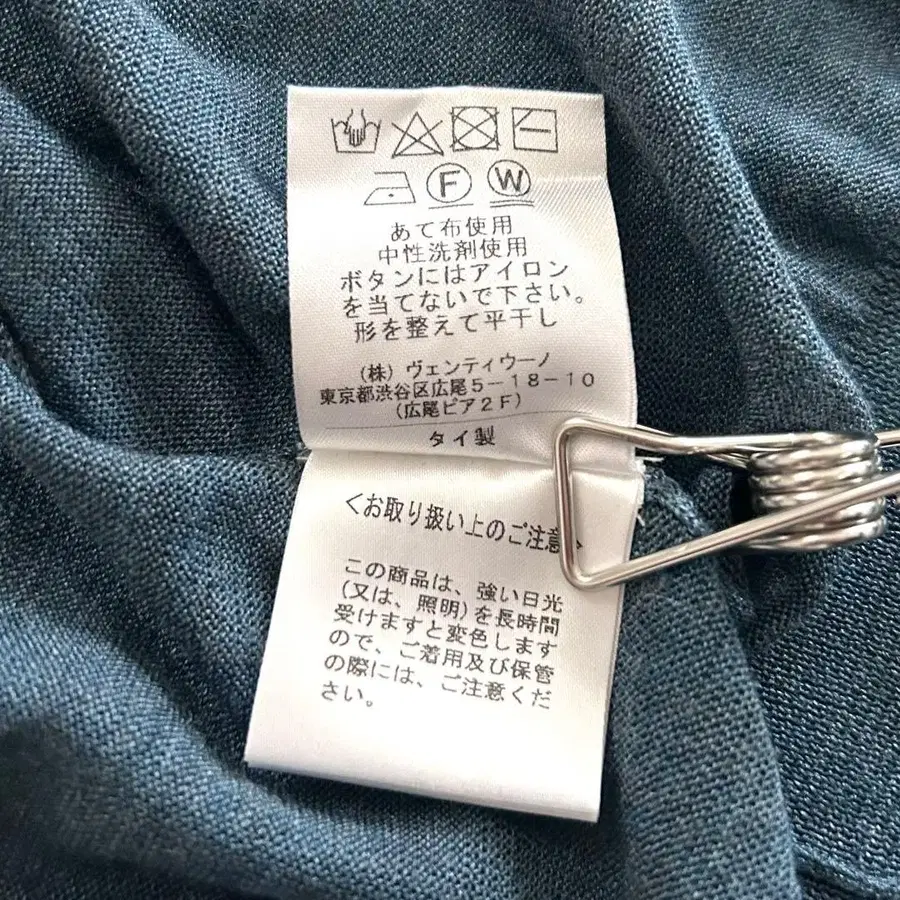 F W
あて布使用
中性洗剤使用
ボタンにはアイロン
を当てないで下さい。
形を整えて平干し
(株) ヴェンティウーノ
東京都渋谷区広尾5-18-10
(広尾ピア2F)
タイ製
<お取り扱い上のご注意>
この商品は、強い日光
(又は、照明)を長時間
受けますと変色します
ので、ご着用及び保管
の際には、ご注意くだ
さい。